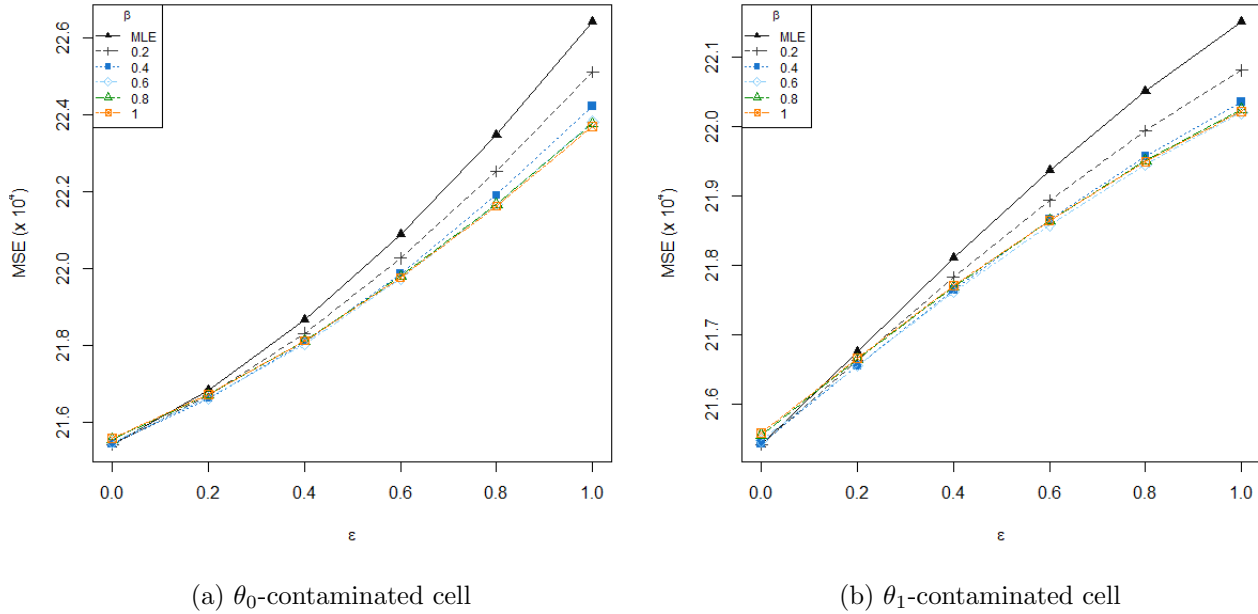 β
MLE
0.2
0.4
0.6
0.8
1
22.6
22.4
22.2
22.0
21.8
21.6
MSE (x 10⁴)
0.0 0.2 0.4 0.6 0.8 1.0
ε
(a) θ₀-contaminated cell
β
MLE
0.2
0.4
0.6
0.8
1
22.1
22.0
21.9
21.8
21.7
21.6
MSE (x 10⁴)
0.0 0.2 0.4 0.6 0.8 1.0
ε
(b) θ₁-contaminated cell